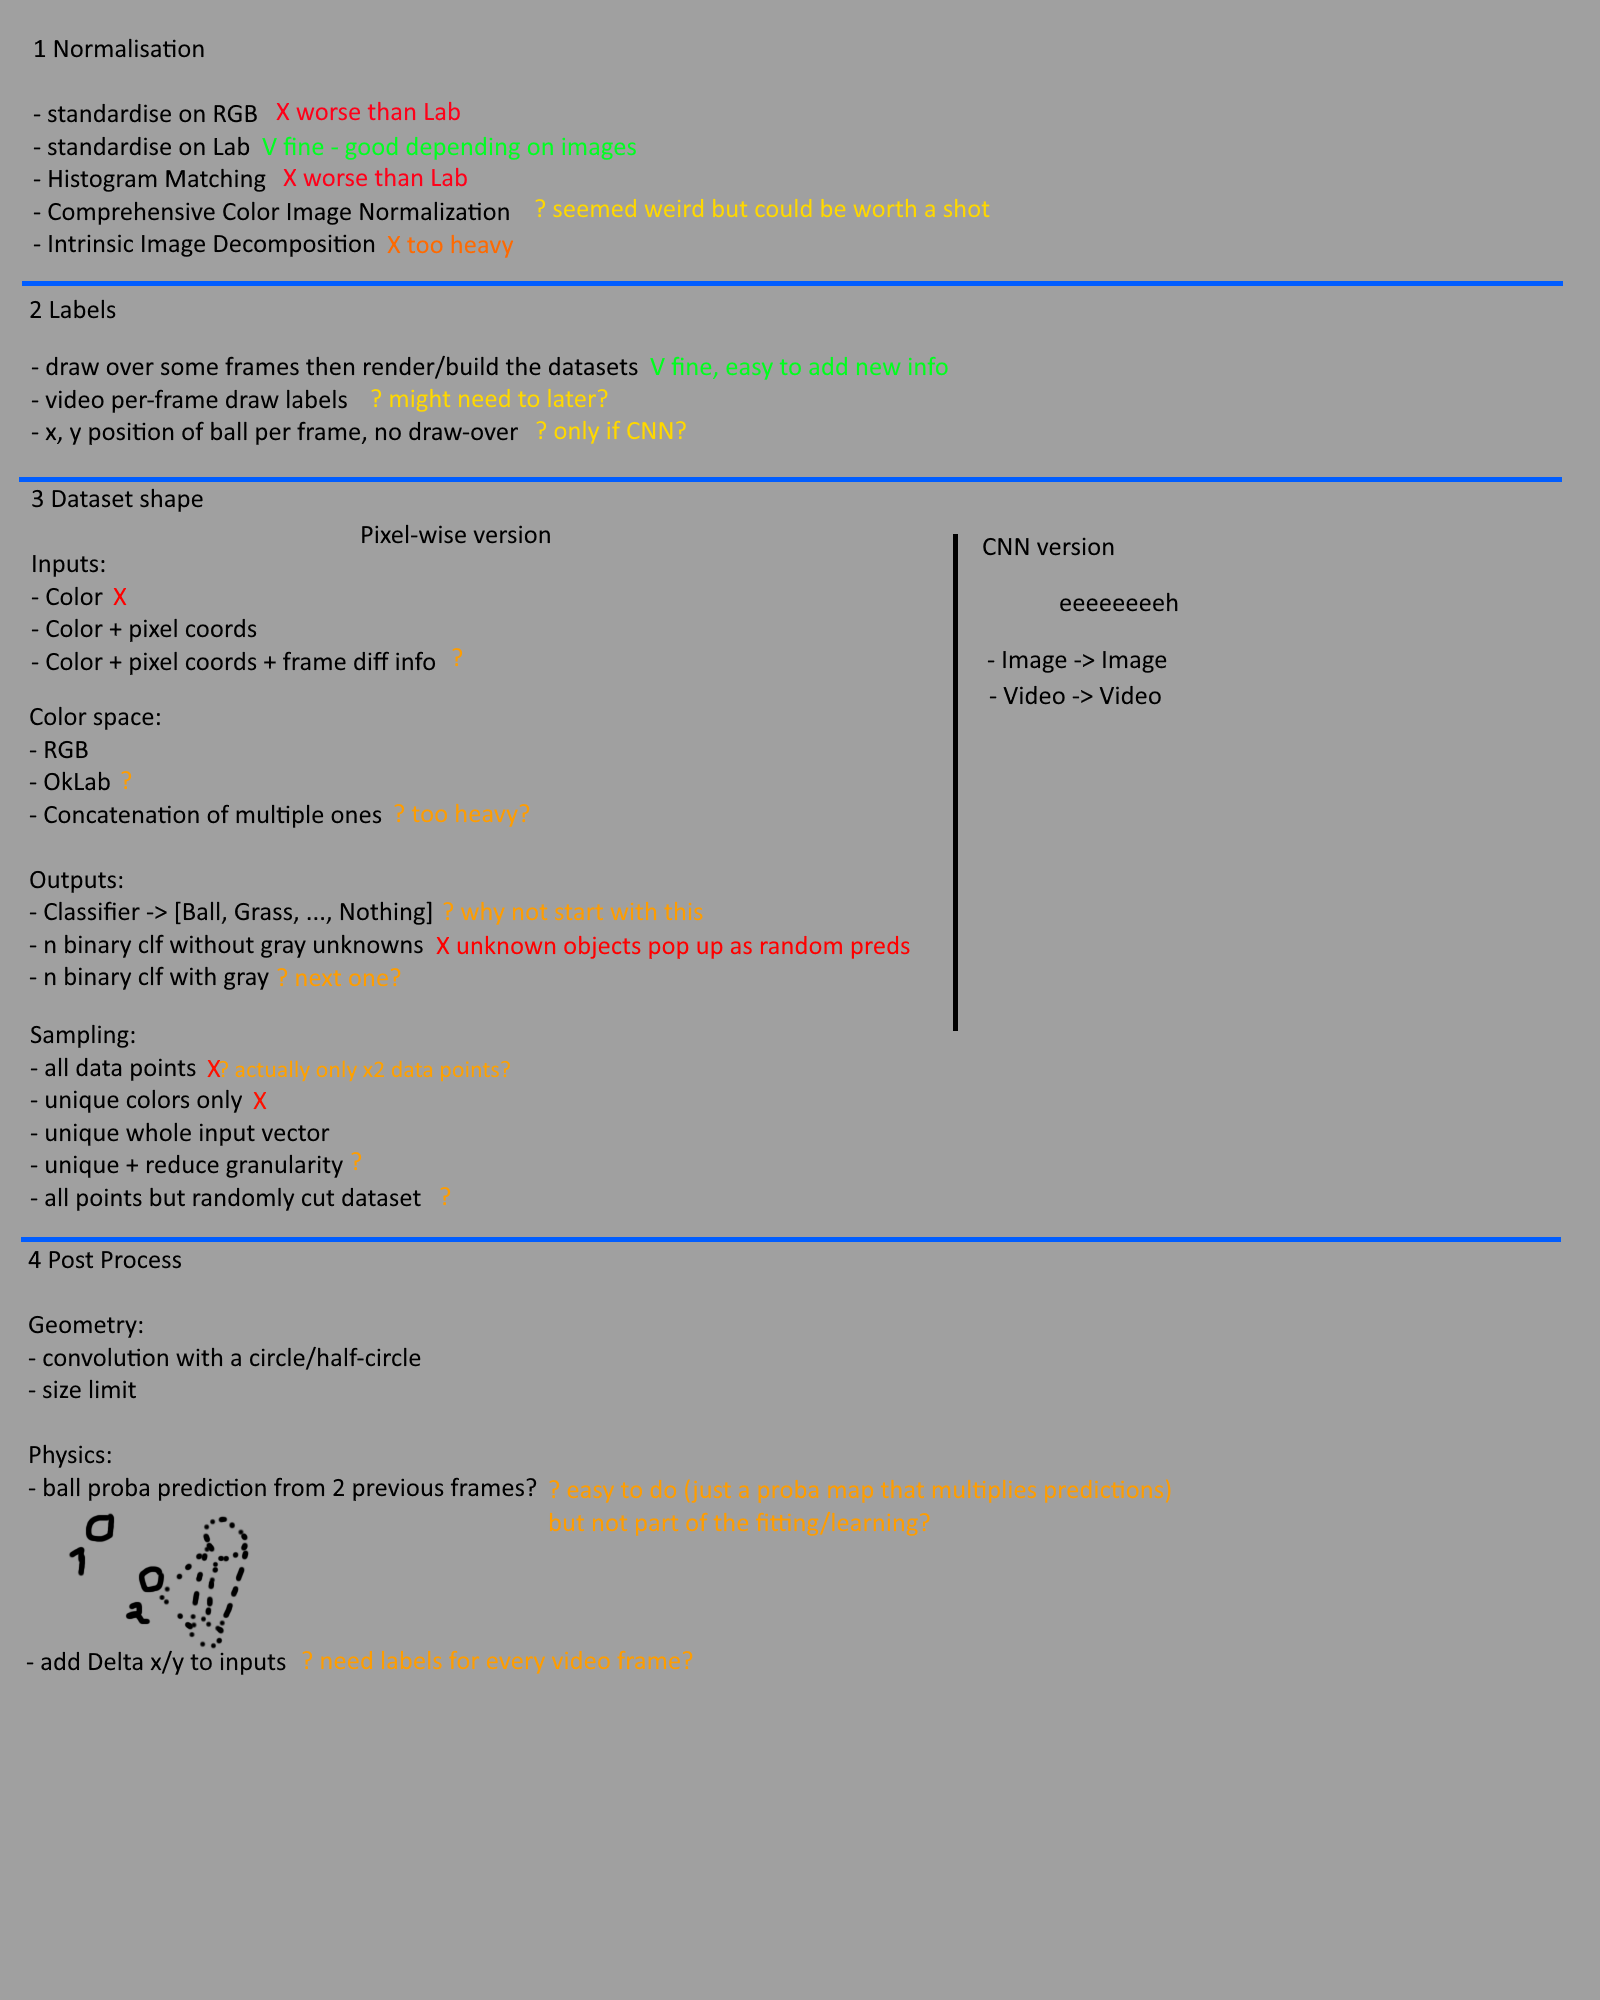 1 Normalisation
- standardise on RGB X worse than Lab
- standardise on Lab V fine - good depending on images
- Histogram Matching X worse than Lab
- Comprehensive Color Image Normalization ? seemed weird but could be worth a shot
- Intrinsic Image Decomposition X too heavy
2 Labels
- draw over some frames then render/build the datasets V fine, easy to add new info
- video per-frame draw labels ? might need to later?
- x, y position of ball per frame, no draw-over ? only if CNN?
3 Dataset shape
Pixel-wise version
Inputs:
- Color X
- Color + pixel coords
- Color + pixel coords + frame diff info ?
Color space:
- RGB
- OkLab ?
- Concatenation of multiple ones ? too heavy?
Outputs:
- Classifier -> [Ball, Grass, ..., Nothing] ? why not start with this
- n binary clf without gray unknowns X unknown objects pop up as random preds
- n binary clf with gray ? next one?
Sampling:
- all data points X? actually only x2 data points?
- unique colors only X
- unique whole input vector
- unique + reduce granularity ?
- all points but randomly cut dataset ?
CNN version
eeeeeeeeh
- Image -> Image
- Video -> Video
4 Post Process
Geometry:
- convolution with a circle/half-circle
- size limit
Physics:
- ball proba prediction from 2 previous frames? ? easy to do (just a proba map that multiplies predictions)
but not part of the fitting/learning?
1
2
- add Delta x/y to inputs ? need labels for every video frame?